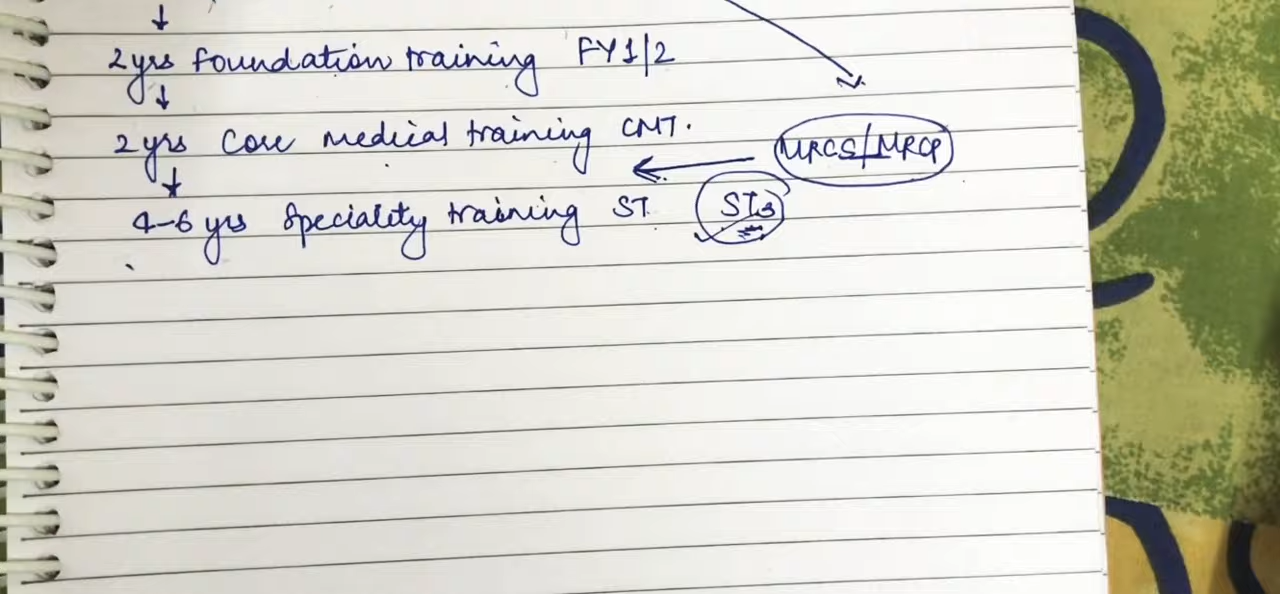 ↓
2yrs foundation training FY1/2
↓
2yrs Core medical training CMT.
MRCS/MRCP
↓
4-6 yrs Speciality training ST. ST3